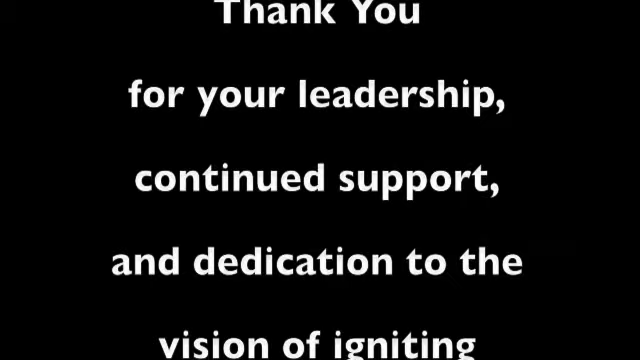 Thank You
for your leadership,
continued support,
and dedication to the
vision of igniting